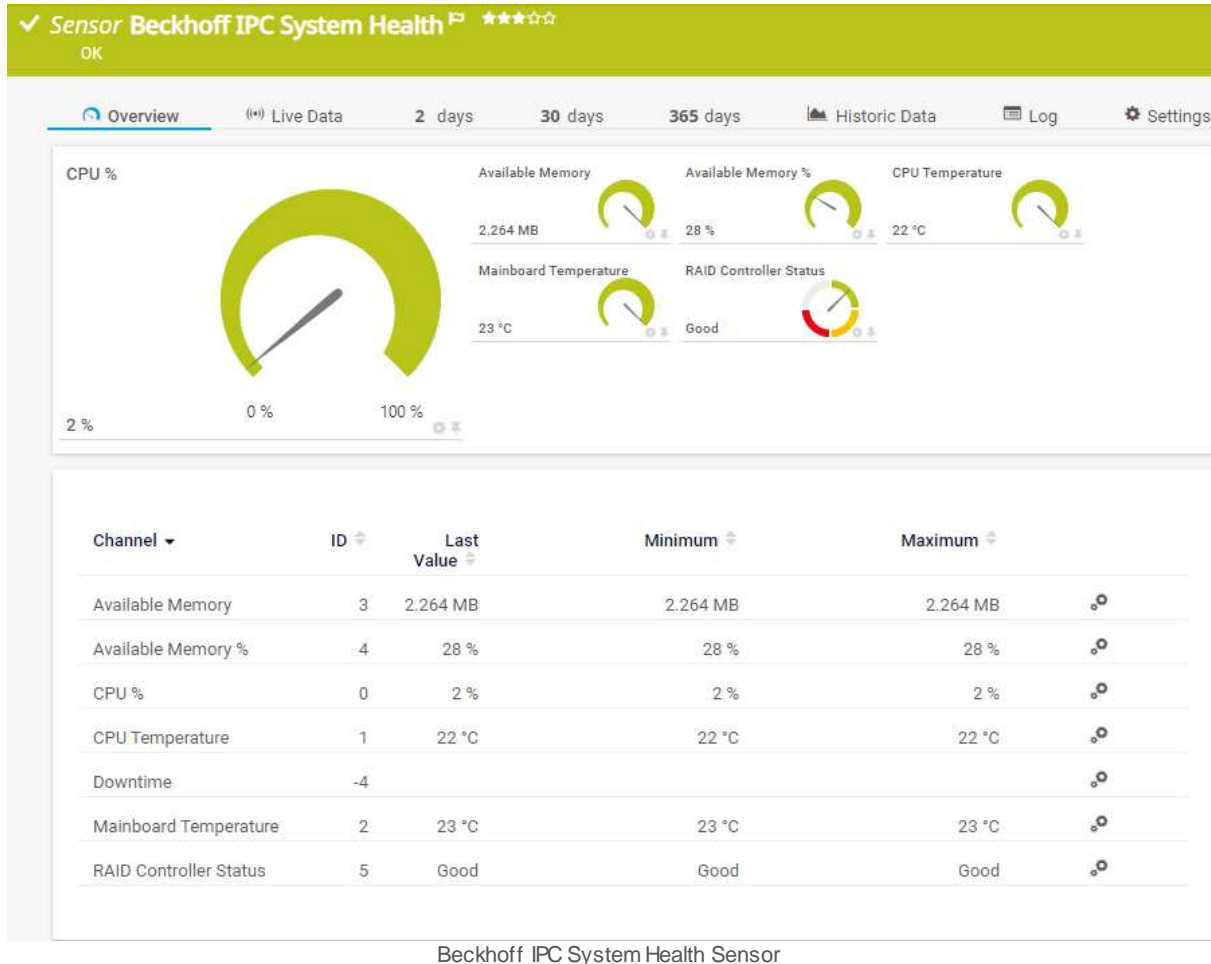 Sensor Beckhoff IPC System Health
OK
Overview Live Data 2 days 30 days 365 days Historic Data Log Settings
CPU %
0 % 100 %
2 %
Available Memory
2.264 MB
Available Memory %
28 %
CPU Temperature
22 °C
Mainboard Temperature
23 °C
RAID Controller Status
Good
Channel ID Last Value Minimum Maximum
Available Memory 3 2.264 MB 2.264 MB 2.264 MB
Available Memory % 4 28 % 28 % 28 %
CPU % 0 2 % 2 % 2 %
CPU Temperature 1 22 °C 22 °C 22 °C
Downtime -4
Mainboard Temperature 2 23 °C 23 °C 23 °C
RAID Controller Status 5 Good Good Good
Beckhoff IPC System Health Sensor